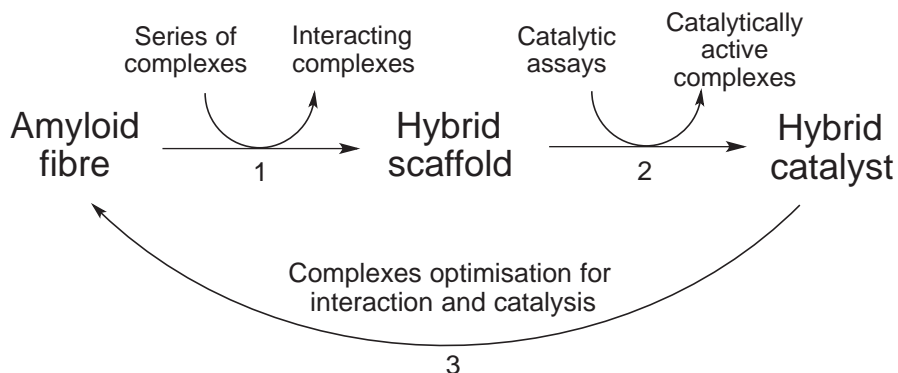 Series of
complexes
Interacting
complexes
Catalytic
assays
Catalytically
active
complexes
Amyloid
fibre
1
Hybrid
scaffold
2
Hybrid
catalyst
Complexes optimisation for
interaction and catalysis
3